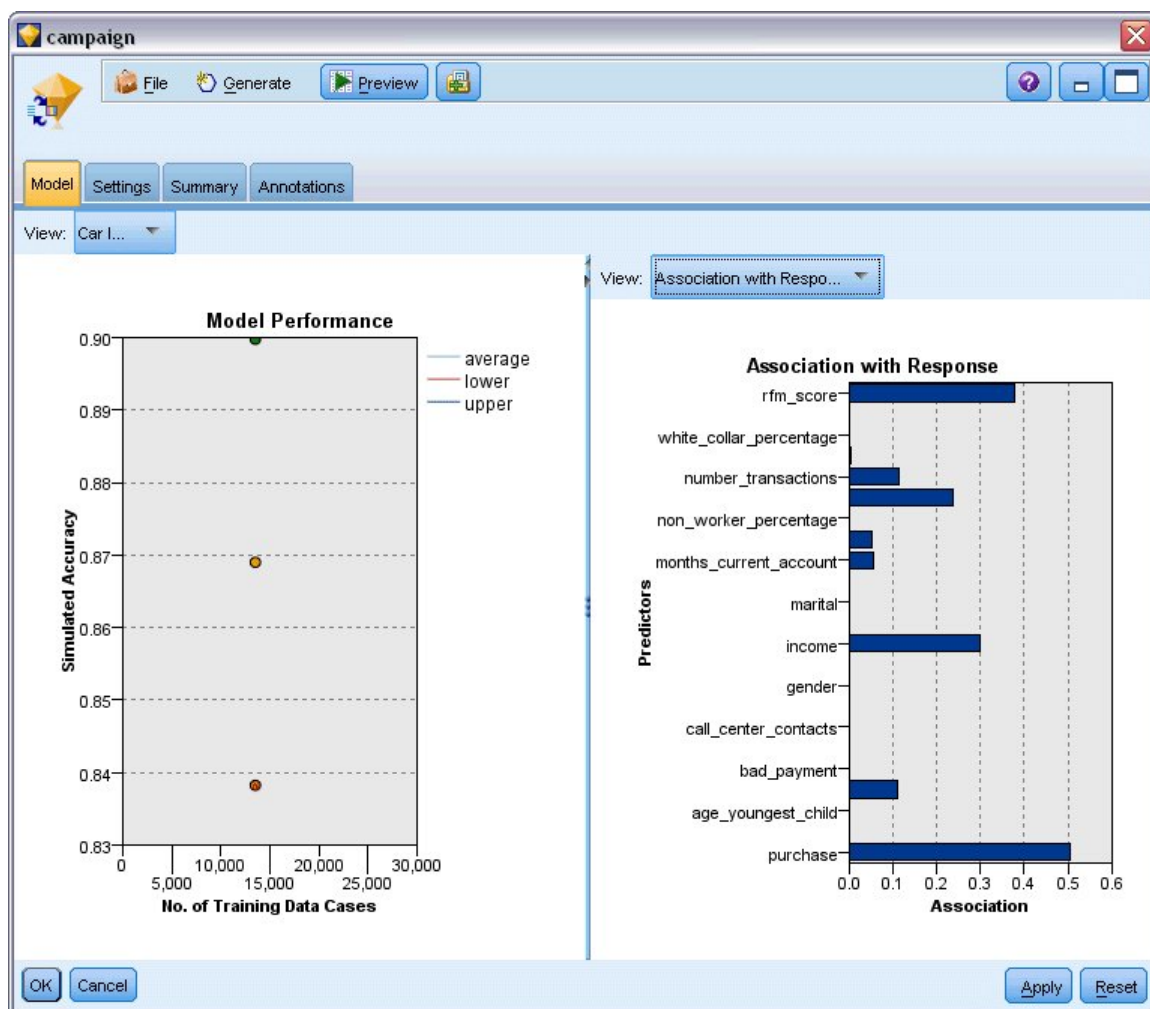 campaign
File Generate Preview
Model Settings Summary Annotations
View: Car l...
Model Performance
0.90
0.89
0.88
0.87
0.86
0.85
0.84
0.83
Simulated Accuracy
0 10,000 20,000 30,000
5,000 15,000 25,000
No. of Training Data Cases
average
lower
upper
View: Association with Respo...
Association with Response
rfm_score
white_collar_percentage
number_transactions
non_worker_percentage
months_current_account
marital
income
gender
call_center_contacts
bad_payment
age_youngest_child
purchase
Predictors
0.0 0.1 0.2 0.3 0.4 0.5 0.6
Association
OK Cancel Apply Reset